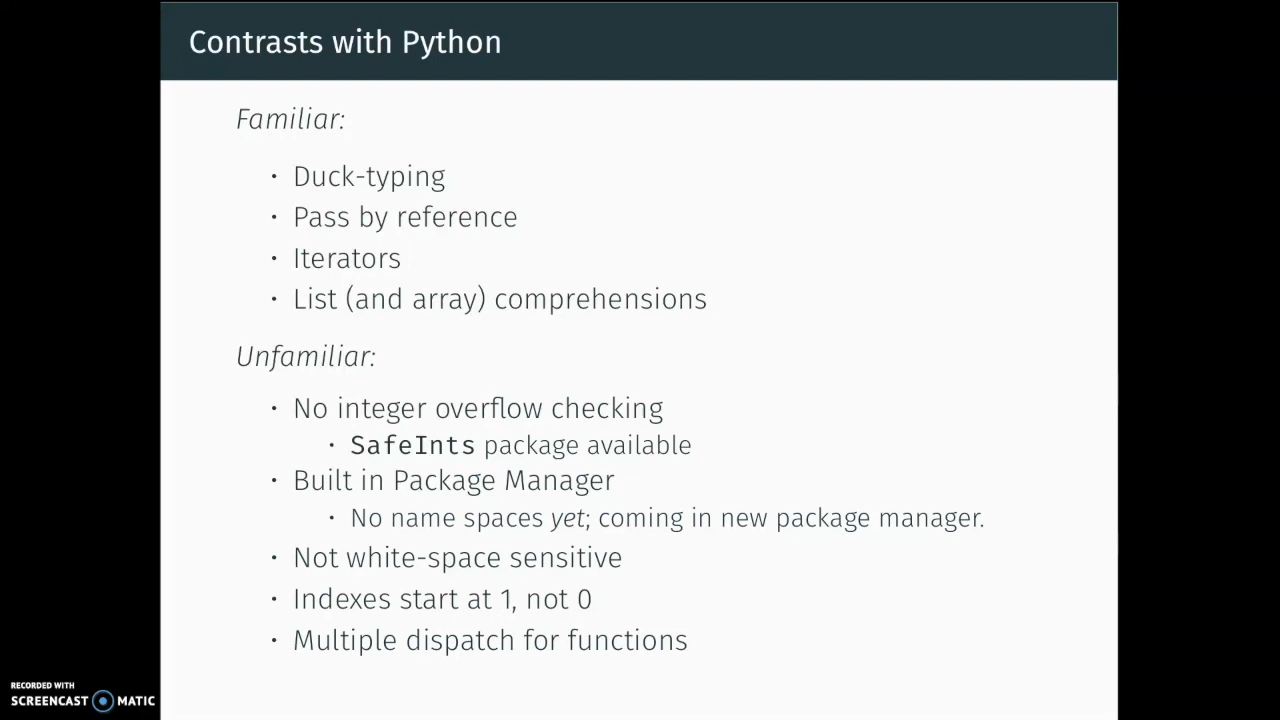 Contrasts with Python
Familiar:
• Duck-typing
• Pass by reference
• Iterators
• List (and array) comprehensions
Unfamiliar:
• No integer overflow checking
• SafeInts package available
• Built in Package Manager
• No name spaces yet; coming in new package manager.
• Not white-space sensitive
• Indexes start at 1, not 0
• Multiple dispatch for functions
RECORDED WITH
SCREENCAST MATIC